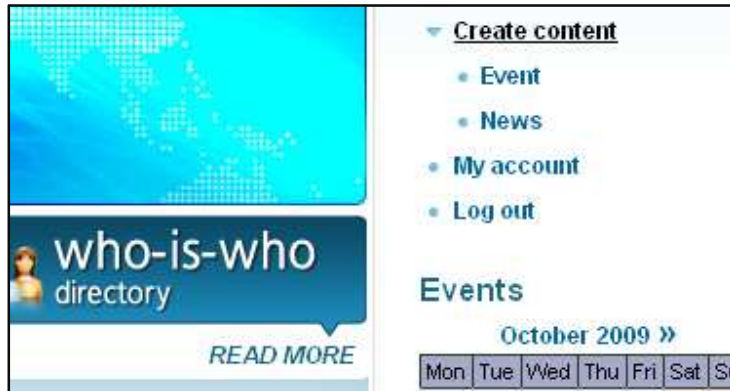 who-is-who
directory
READ MORE
Create content
Event
News
My account
Log out
Events
October 2009 »
Mon Tue Wed Thu Fri Sat